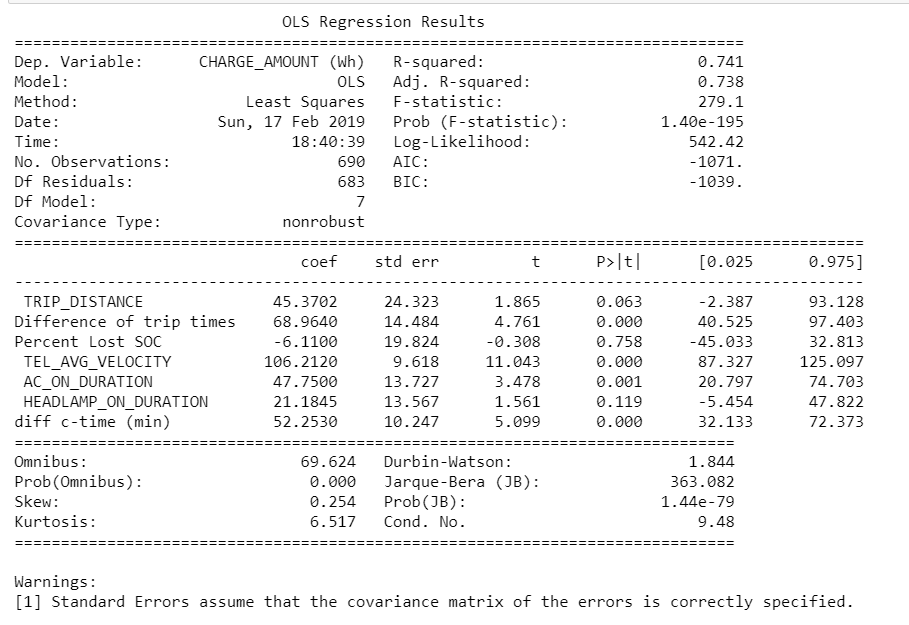 OLS Regression Results
==============================================================================
Dep. Variable: CHARGE_AMOUNT (Wh) R-squared: 0.741
Model: OLS Adj. R-squared: 0.738
Method: Least Squares F-statistic: 279.1
Date: Sun, 17 Feb 2019 Prob (F-statistic): 1.40e-195
Time: 18:40:39 Log-Likelihood: 542.42
No. Observations: 690 AIC: -1071.
Df Residuals: 683 BIC: -1039.
Df Model: 7
Covariance Type: nonrobust
===========================================================================================
coef std err t P>|t| [0.025 0.975]
-------------------------------------------------------------------------------------------
TRIP_DISTANCE 45.3702 24.323 1.865 0.063 -2.387 93.128
Difference of trip times 68.9640 14.484 4.761 0.000 40.525 97.403
Percent Lost SOC -6.1100 19.824 -0.308 0.758 -45.033 32.813
TEL_AVG_VELOCITY 106.2120 9.618 11.043 0.000 87.327 125.097
AC_ON_DURATION 47.7500 13.727 3.478 0.001 20.797 74.703
HEADLAMP_ON_DURATION 21.1845 13.567 1.561 0.119 -5.454 47.822
diff c-time (min) 52.2530 10.247 5.099 0.000 32.133 72.373
==============================================================================
Omnibus: 69.624 Durbin-Watson: 1.844
Prob(Omnibus): 0.000 Jarque-Bera (JB): 363.082
Skew: 0.254 Prob(JB): 1.44e-79
Kurtosis: 6.517 Cond. No. 9.48
==============================================================================
Warnings:
[1] Standard Errors assume that the covariance matrix of the errors is correctly specified.